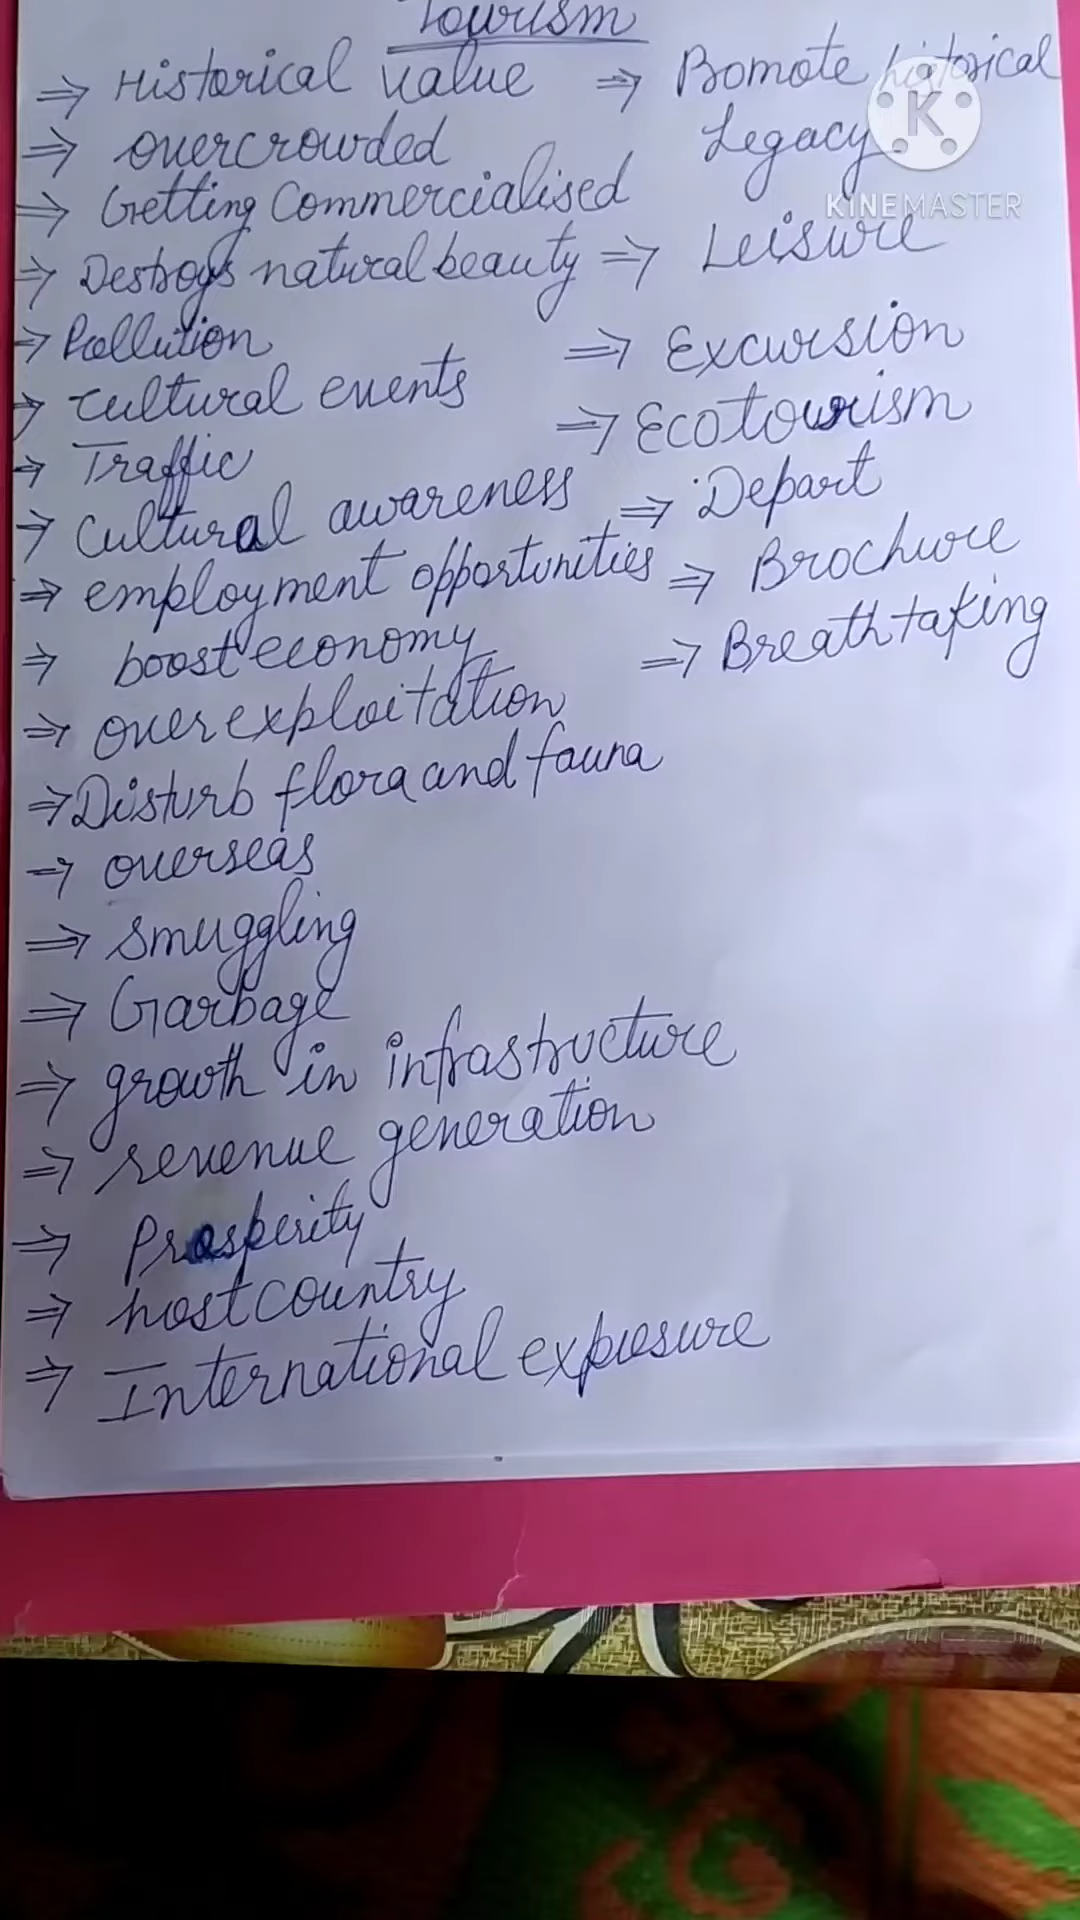 Tourism
⇒ Historical value
⇒ overcrowded
⇒ Getting Commercialised
⇒ Destroys natural beauty
⇒ Pollution
⇒ cultural events
⇒ Traffic
⇒ cultural awareness
⇒ employment opportunities
⇒ boost economy
⇒ over exploitation
⇒ Disturb flora and fauna
⇒ overseas
⇒ smuggling
⇒ Garbage
⇒ growth in infrastructure
⇒ revenue generation
⇒ Prosperity
⇒ host country
⇒ International exposure
⇒ Promote historical
Legacy
⇒ Leisure
⇒ Excursion
⇒ Ecotourism
⇒ Depart
⇒ Brochure
⇒ Breathtaking
K
KINEMASTER